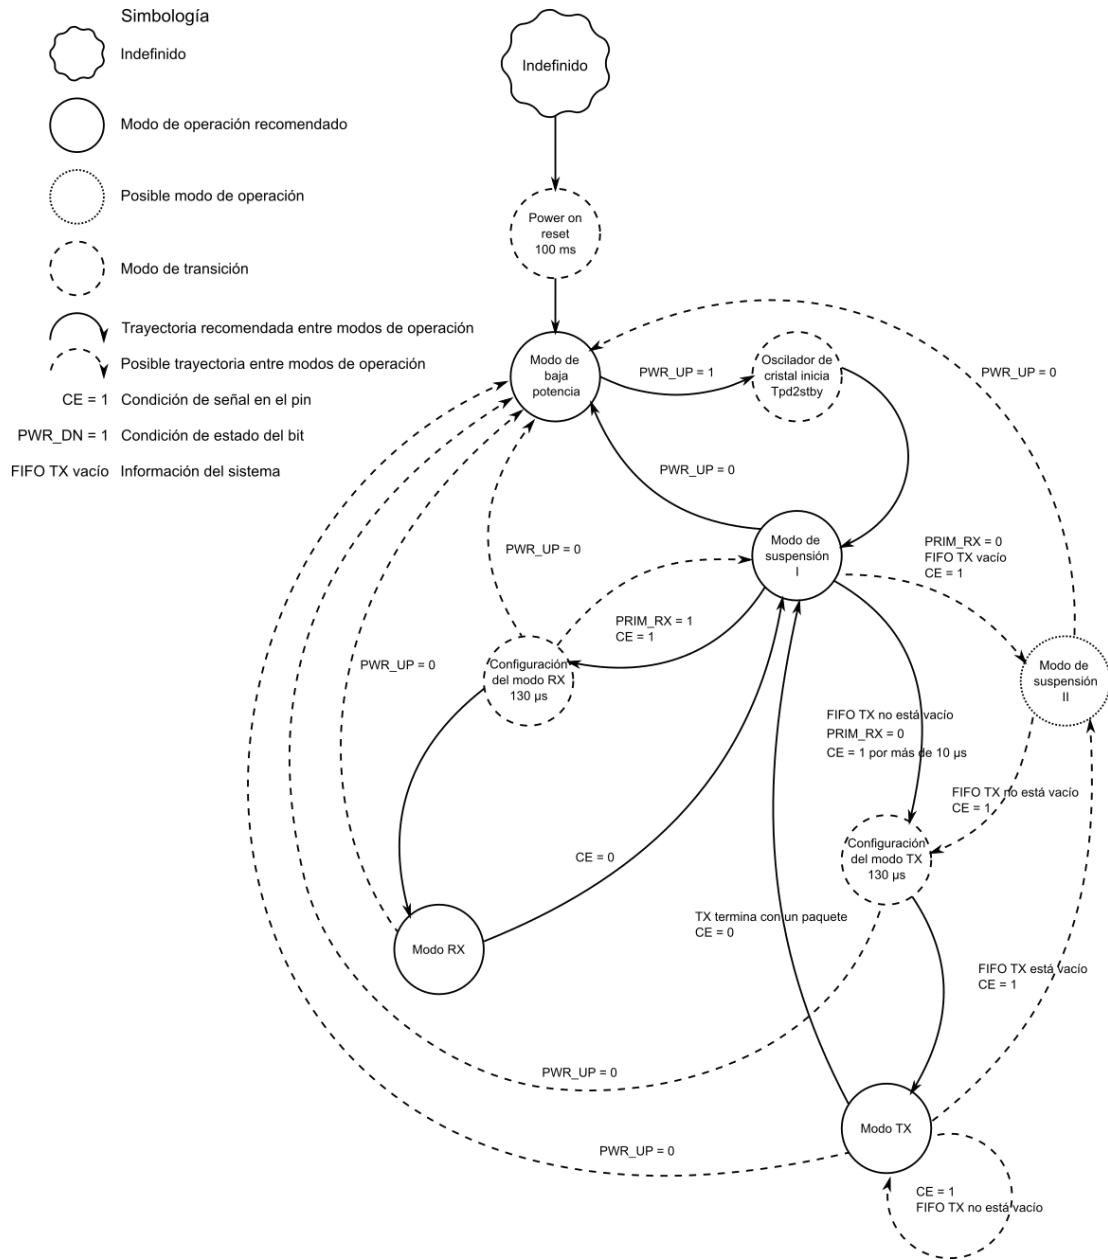 Simbología
Indefinido
Modo de operación recomendado
Posible modo de operación
Modo de transición
Trayectoria recomendada entre modos de operación
Posible trayectoria entre modos de operación
CE = 1 Condición de señal en el pin
PWR_DN = 1 Condición de estado del bit
FIFO TX vacío Información del sistema
Indefinido
Power on
reset
100 ms
Modo de
baja
potencia
PWR_UP = 1
Oscilador de
cristal inicia
Tpd2stby
PWR_UP = 0
PWR_UP = 0
Modo de
suspensión
I
PRIM_RX = 0
FIFO TX vacío
CE = 1
PWR_UP = 0
PRIM_RX = 1
CE = 1
Configuración
del modo RX
130 µs
PWR_UP = 0
Modo de
suspensión
II
FIFO TX no está vacío
PRIM_RX = 0
CE = 1 por más de 10 µs
FIFO TX no está vacío
CE = 1
Configuración
del modo TX
130 µs
CE = 0
TX termina con un paquete
CE = 0
Modo RX
FIFO TX está vacío
CE = 1
PWR_UP = 0
Modo TX
PWR_UP = 0
CE = 1
FIFO TX no está vacío